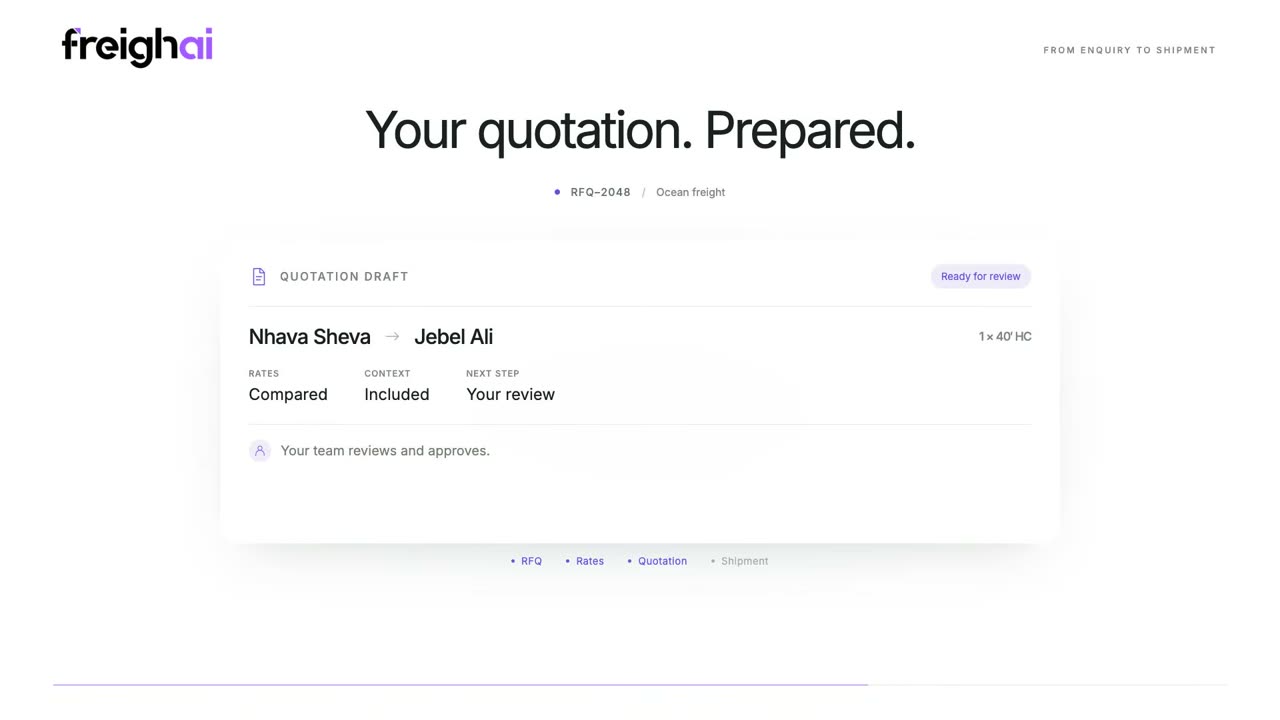 freighai
FROM ENQUIRY TO SHIPMENT
Your quotation. Prepared.
• RFQ–2048 / Ocean freight
QUOTATION DRAFT
Ready for review
Nhava Sheva → Jebel Ali
1 × 40′ HC
RATES CONTEXT NEXT STEP
Compared Included Your review
Your team reviews and approves.
• RFQ • Rates • Quotation • Shipment